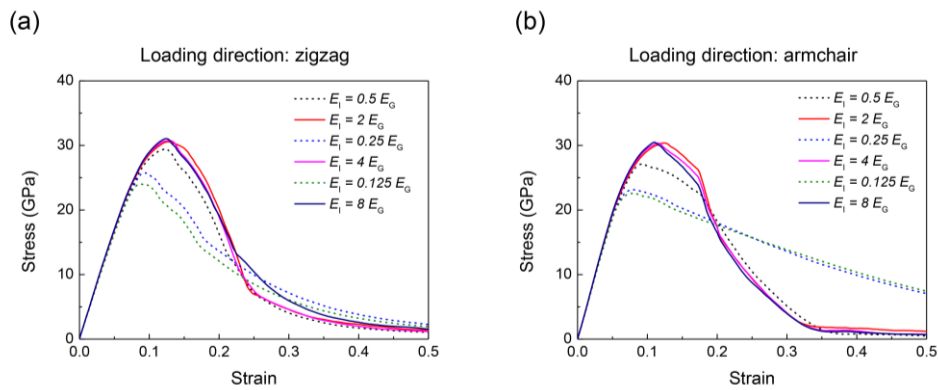 (a)
Loading direction: zigzag
E_I = 0.5 E_G
E_I = 2 E_G
E_I = 0.25 E_G
E_I = 4 E_G
E_I = 0.125 E_G
E_I = 8 E_G
40
30
20
10
0
Stress (GPa)
0.0 0.1 0.2 0.3 0.4 0.5
Strain
(b)
Loading direction: armchair
E_I = 0.5 E_G
E_I = 2 E_G
E_I = 0.25 E_G
E_I = 4 E_G
E_I = 0.125 E_G
E_I = 8 E_G
40
30
20
10
0
Stress (GPa)
0.0 0.1 0.2 0.3 0.4 0.5
Strain